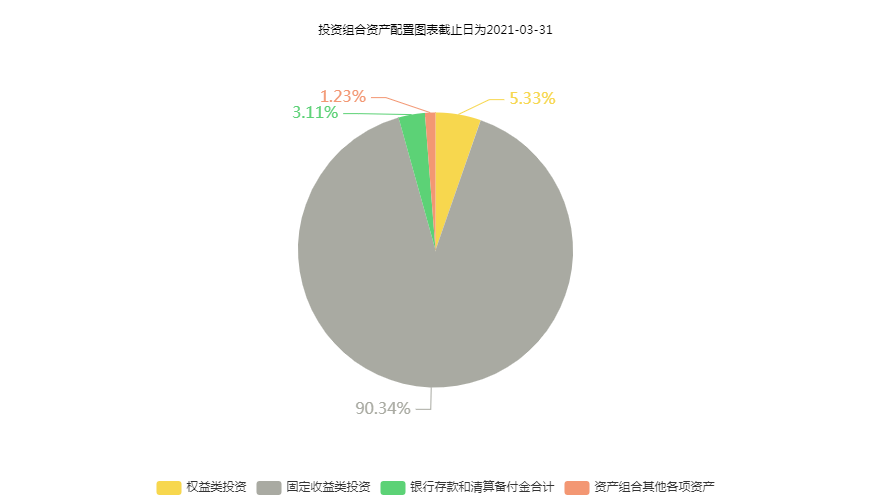 投资组合资产配置图表截止日为2021-03-31
1.23%
5.33%
3.11%
90.34%
权益类投资 固定收益类投资 银行存款和清算备付金合计 资产组合其他各项资产